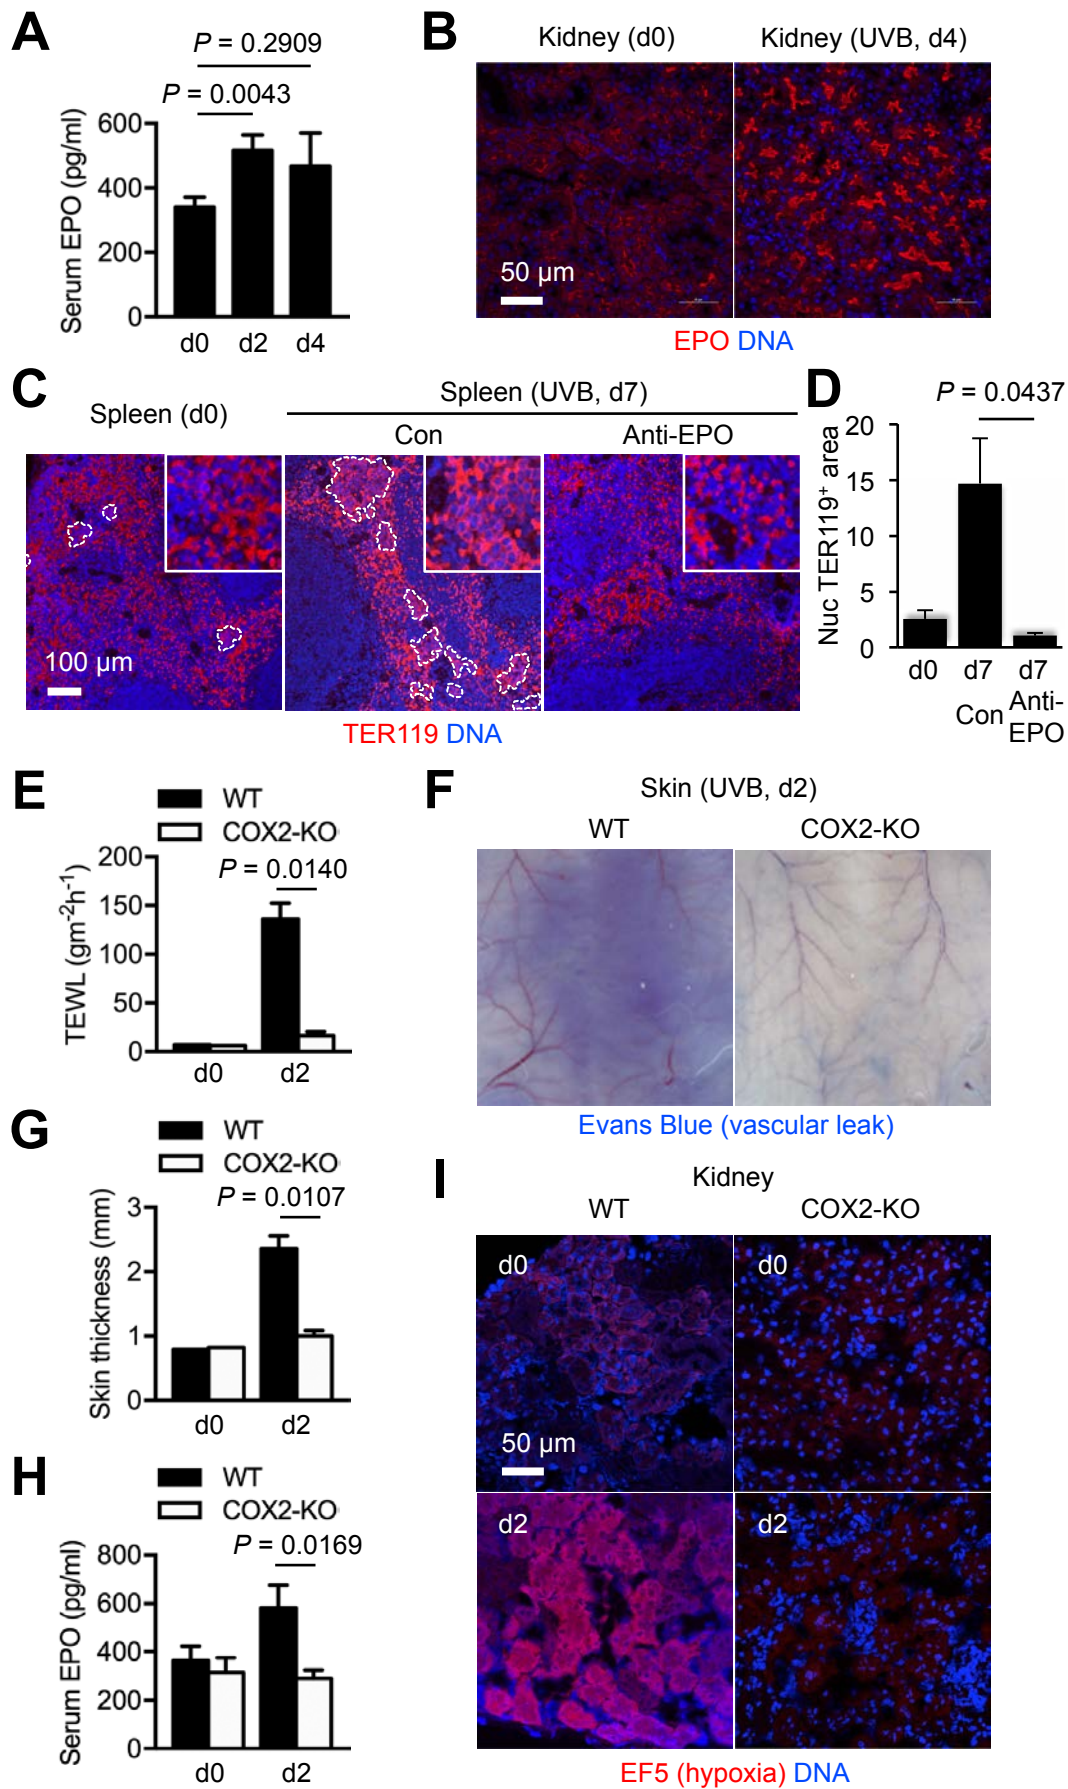 A
P = 0.2909
P = 0.0043
Serum EPO (pg/ml)
600
400
200
0
d0 d2 d4
B
Kidney (d0) Kidney (UVB, d4)
50 µm
EPO DNA
C
Spleen (d0)
Spleen (UVB, d7)
Con Anti-EPO
100 µm
TER119 DNA
D
P = 0.0437
Nuc TER119⁺ area
20
15
10
5
0
d0 d7 d7
Con Anti-
EPO
E
WT
COX2-KO
P = 0.0140
TEWL (gm⁻²h⁻¹)
200
150
100
50
0
d0 d2
F
Skin (UVB, d2)
WT COX2-KO
Evans Blue (vascular leak)
G
WT
COX2-KO
P = 0.0107
Skin thickness (mm)
3
2
1
0
d0 d2
H
WT
COX2-KO
P = 0.0169
Serum EPO (pg/ml)
800
600
400
200
0
d0 d2
I
Kidney
WT COX2-KO
d0 d0
50 µm
d2 d2
EF5 (hypoxia) DNA